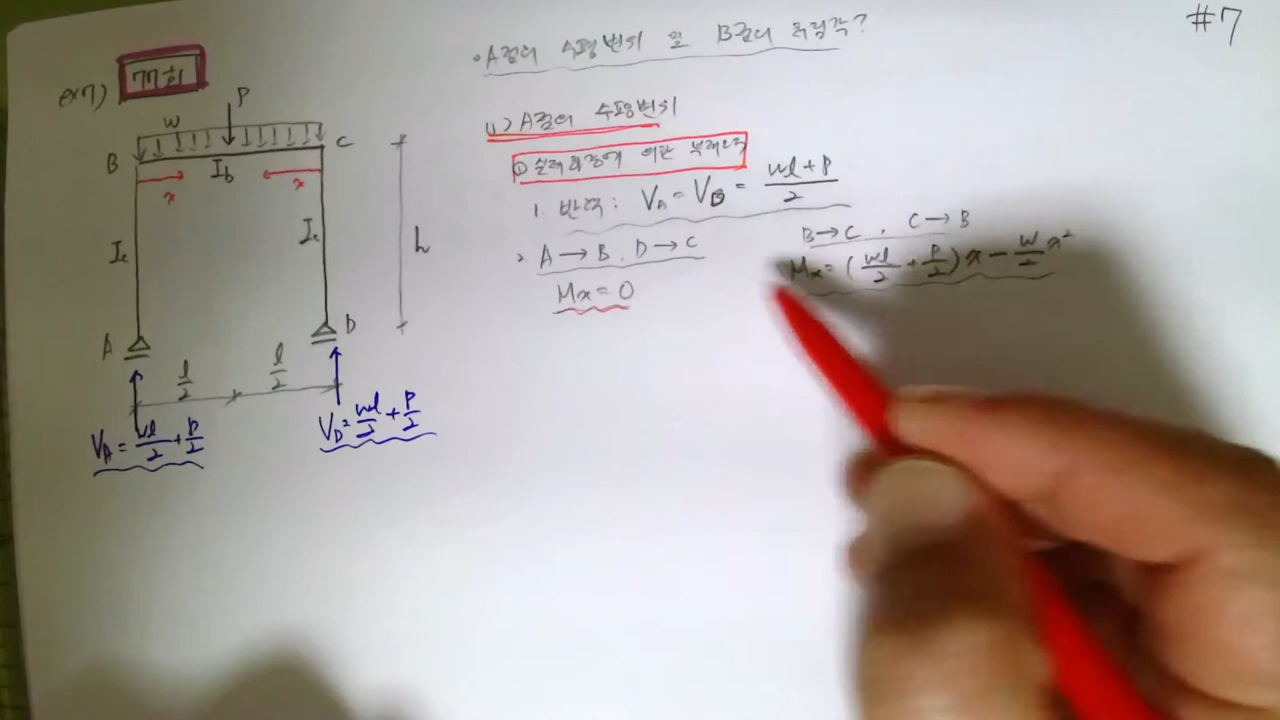 #7
ex7) 77회
• A점의 수평변위 및 B점의 처짐각?
P
w
B
C
I_b
x
x
I_c
I_c
h
A
D
l/2
l/2
V_A = wl/2 + P/2
V_D = wl/2 + P/2
(1) A점의 수평변위
① 실제하중에 의한 부재력
1. 반력: V_A = V_D = (wl+P)/2
2. A → B, D → C
M_x = 0
B → C, C → B
M_x = (wl/2 + P/2)x − w/2 x²